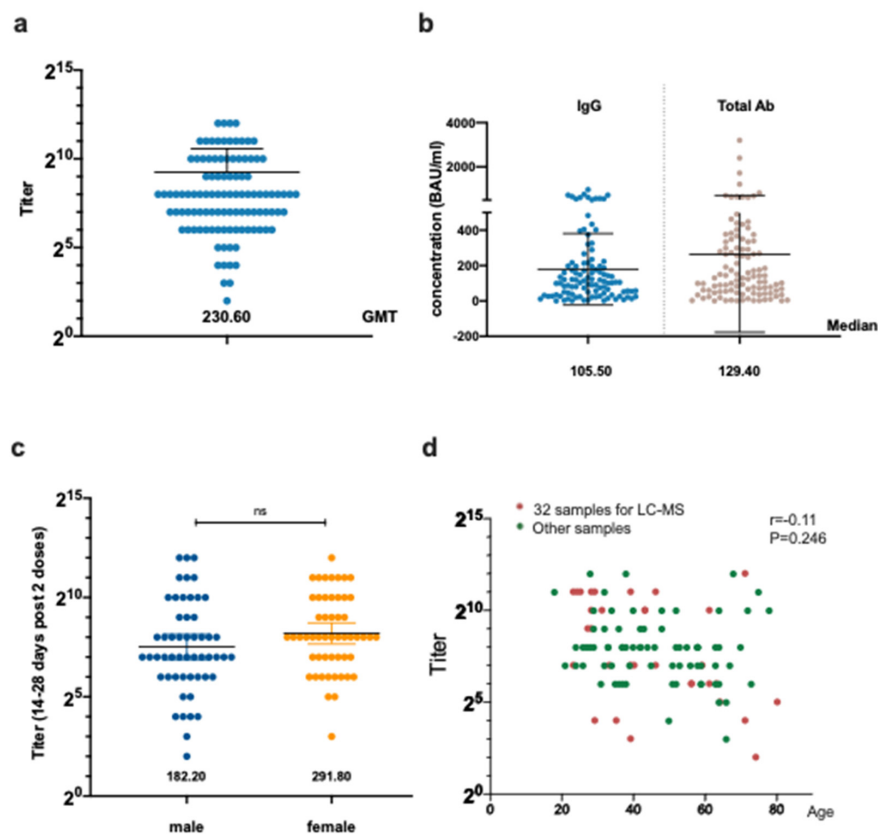 a
2^15
2^10
2^5
2^0
Titer
230.60
GMT
b
IgG
Total Ab
4000
2000
400
200
0
-200
concentration (BAU/ml)
Median
105.50
129.40
c
2^15
2^10
2^5
2^0
Titer (14-28 days post 2 doses)
ns
182.20
291.80
male
female
d
32 samples for LC-MS
Other samples
r=-0.11
P=0.246
2^15
2^10
2^5
2^0
Titer
0
20
40
60
80
Age